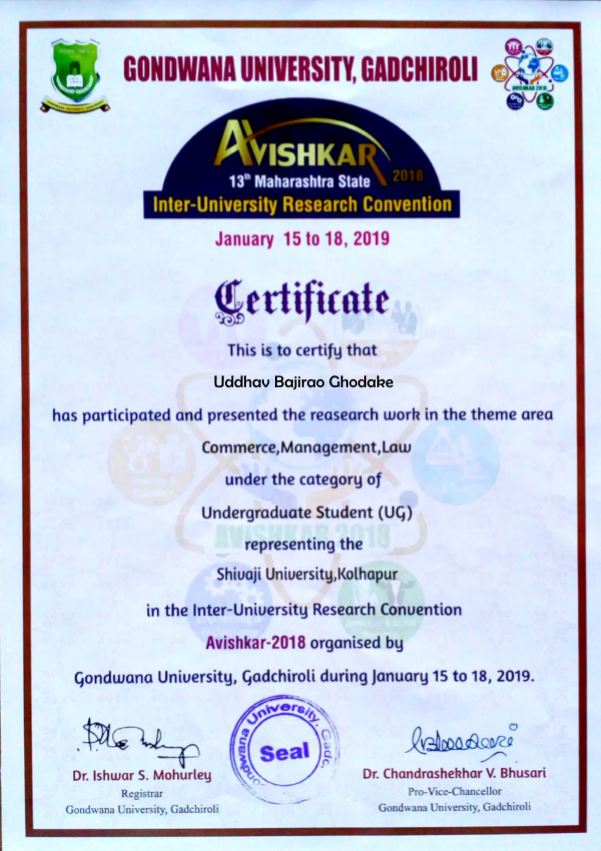 GONDWANA UNIVERSITY, GADCHIROLI
AVISHKAR 2018
AVISHKAR
2018
13th Maharashtra State
Inter-University Research Convention
January 15 to 18, 2019
Certificate
This is to certify that
Uddhav Bajirao Ghodake
has participated and presented the reasearch work in the theme area
Commerce,Management,Law
under the category of
Undergraduate Student (UG)
AVISHKAR 2018
representing the
Shivaji University,Kolhapur
in the Inter-University Research Convention
Avishkar-2018 organised by
Gondwana University, Gadchiroli during January 15 to 18, 2019.
Gondwana University, Gadc
Seal
Dr. Ishwar S. Mohurley
Registrar
Gondwana University, Gadchiroli
Dr. Chandrashekhar V. Bhusari
Pro-Vice-Chancellor
Gondwana University, Gadchiroli